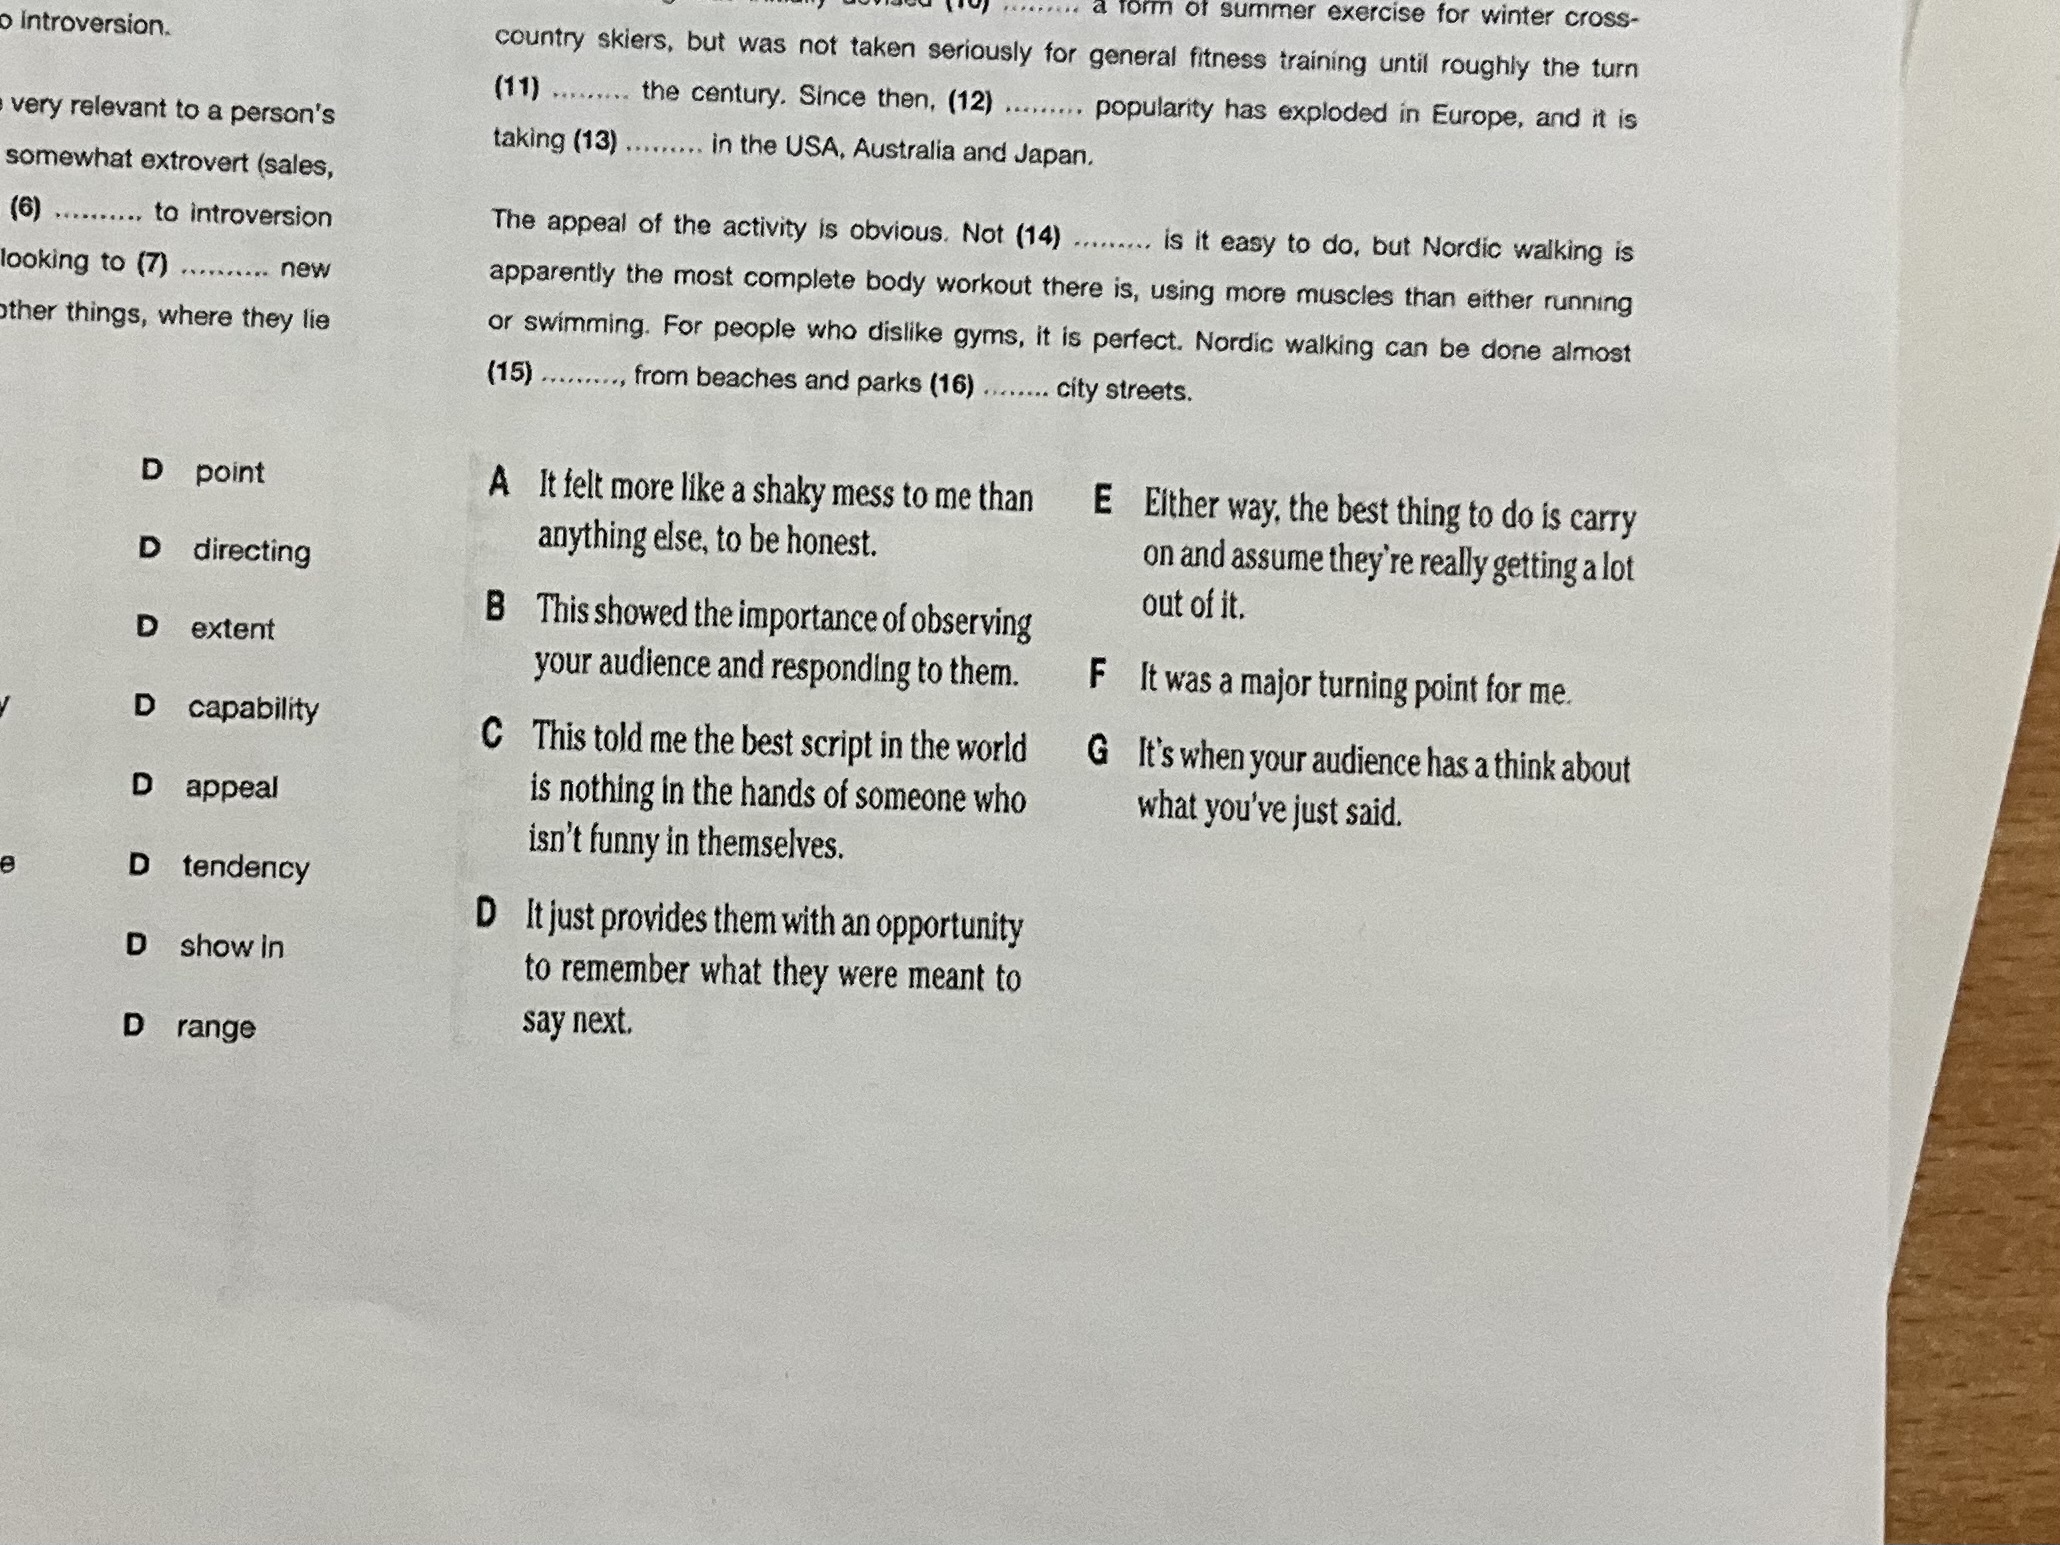 o introversion.
very relevant to a person's
somewhat extrovert (sales,
(6) .......... to introversion
looking to (7) .......... new
other things, where they lie
D point
D directing
D extent
y D capability
D appeal
e D tendency
D show in
D range
(10) ......... a form of summer exercise for winter cross-
country skiers, but was not taken seriously for general fitness training until roughly the turn
(11) ......... the century. Since then, (12) ......... popularity has exploded in Europe, and it is
taking (13) ......... in the USA, Australia and Japan.
The appeal of the activity is obvious. Not (14) ......... is it easy to do, but Nordic walking is
apparently the most complete body workout there is, using more muscles than either running
or swimming. For people who dislike gyms, it is perfect. Nordic walking can be done almost
(15) ........., from beaches and parks (16) ........ city streets.
A It felt more like a shaky mess to me than
anything else, to be honest.
B This showed the importance of observing
your audience and responding to them.
C This told me the best script in the world
is nothing in the hands of someone who
isn't funny in themselves.
D It just provides them with an opportunity
to remember what they were meant to
say next.
E Either way, the best thing to do is carry
on and assume they're really getting a lot
out of it.
F It was a major turning point for me.
G It's when your audience has a think about
what you've just said.